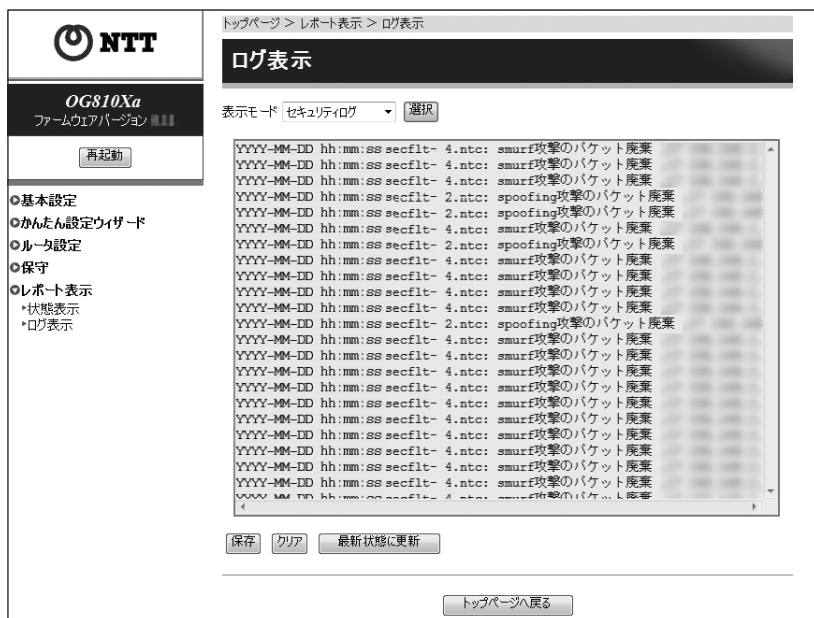 NTT
OG810Xa
ファームウェアバージョン
再起動
基本設定
かんたん設定ウィザード
ルータ設定
保守
レポート表示
状態表示
ログ表示
トップページ > レポート表示 > ログ表示
ログ表示
表示モード セキュリティログ 選択
YYYY-MM-DD hh:mm:ss secflt- 4.ntc: smurf攻撃のパケット廃棄
YYYY-MM-DD hh:mm:ss secflt- 4.ntc: smurf攻撃のパケット廃棄
YYYY-MM-DD hh:mm:ss secflt- 4.ntc: smurf攻撃のパケット廃棄
YYYY-MM-DD hh:mm:ss secflt- 2.ntc: spoofing攻撃のパケット廃棄
YYYY-MM-DD hh:mm:ss secflt- 2.ntc: spoofing攻撃のパケット廃棄
YYYY-MM-DD hh:mm:ss secflt- 4.ntc: smurf攻撃のパケット廃棄
YYYY-MM-DD hh:mm:ss secflt- 2.ntc: spoofing攻撃のパケット廃棄
YYYY-MM-DD hh:mm:ss secflt- 4.ntc: smurf攻撃のパケット廃棄
YYYY-MM-DD hh:mm:ss secflt- 4.ntc: smurf攻撃のパケット廃棄
YYYY-MM-DD hh:mm:ss secflt- 4.ntc: smurf攻撃のパケット廃棄
YYYY-MM-DD hh:mm:ss secflt- 4.ntc: smurf攻撃のパケット廃棄
YYYY-MM-DD hh:mm:ss secflt- 2.ntc: spoofing攻撃のパケット廃棄
YYYY-MM-DD hh:mm:ss secflt- 4.ntc: smurf攻撃のパケット廃棄
YYYY-MM-DD hh:mm:ss secflt- 4.ntc: smurf攻撃のパケット廃棄
YYYY-MM-DD hh:mm:ss secflt- 4.ntc: smurf攻撃のパケット廃棄
YYYY-MM-DD hh:mm:ss secflt- 4.ntc: smurf攻撃のパケット廃棄
YYYY-MM-DD hh:mm:ss secflt- 4.ntc: smurf攻撃のパケット廃棄
YYYY-MM-DD hh:mm:ss secflt- 4.ntc: smurf攻撃のパケット廃棄
YYYY-MM-DD hh:mm:ss secflt- 4.ntc: smurf攻撃のパケット廃棄
YYYY-MM-DD hh:mm:ss secflt- 4.ntc: smurf攻撃のパケット廃棄
YYYY-MM-DD hh:mm:ss secflt- 4.ntc: smurf攻撃のパケット廃棄
YYYY-MM-DD hh:mm:ss secflt- 4.ntc: smurf攻撃のパケット廃棄
保存 クリア 最新状態に更新
トップページへ戻る